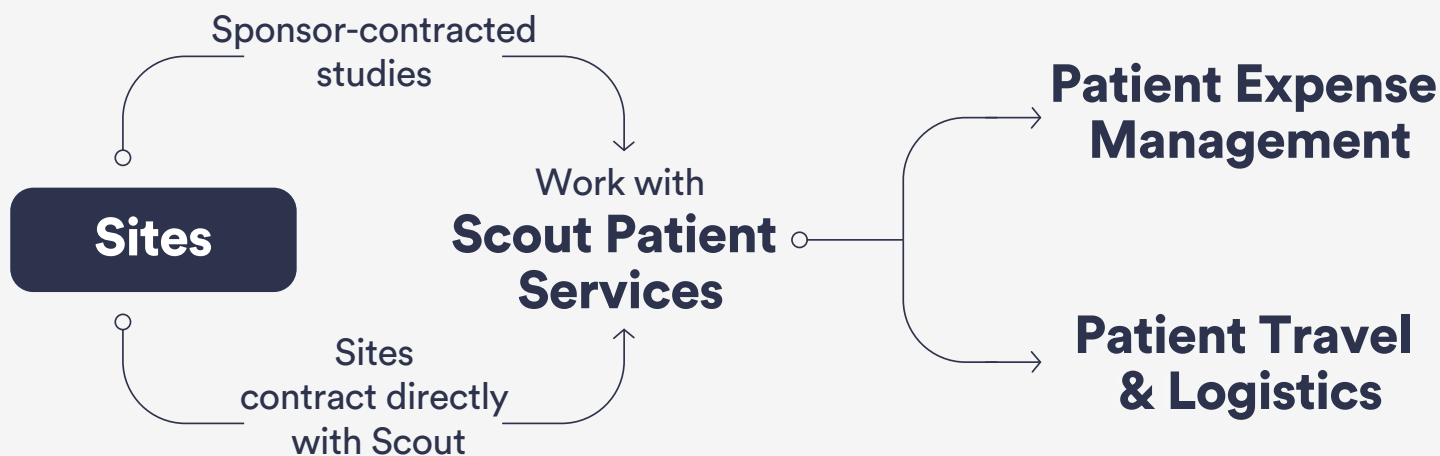 Sponsor-contracted
studies
Sites
Sites
contract directly
with Scout
Work with
Scout Patient
Services
Patient Expense
Management
Patient Travel
& Logistics